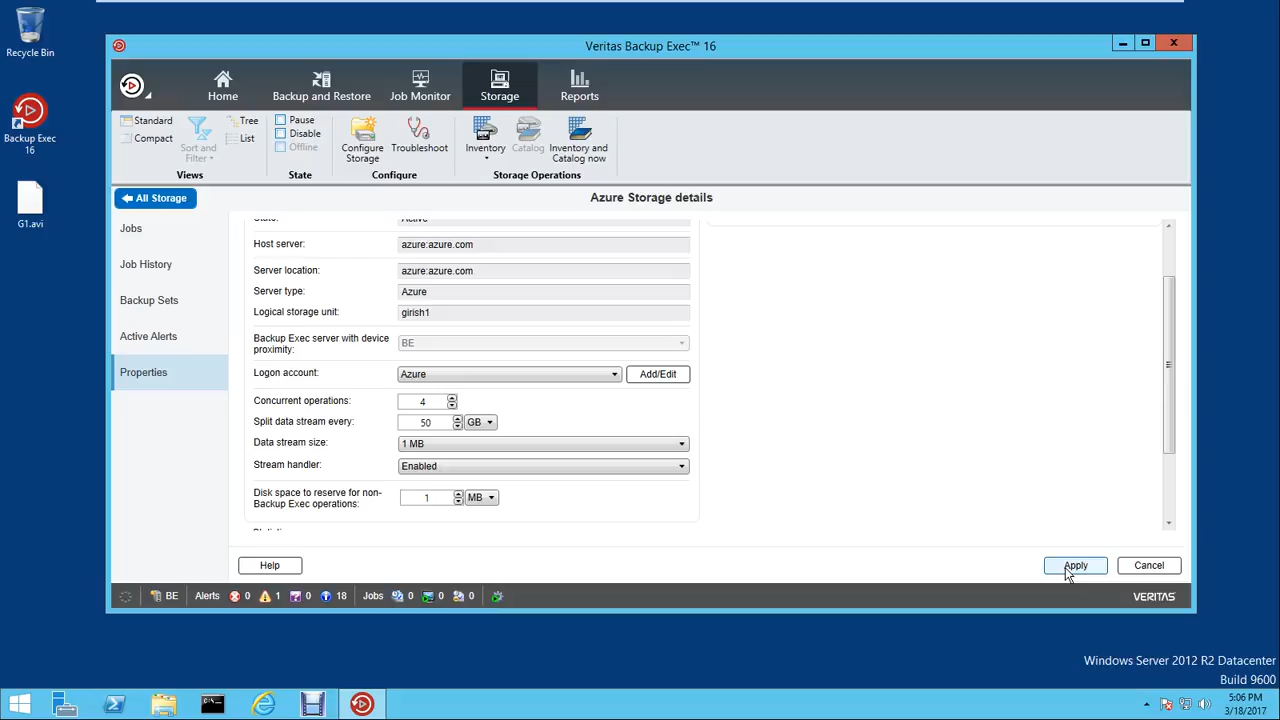 Recycle Bin
Backup Exec
16
G1.avi
Veritas Backup Exec™ 16
Home
Backup and Restore
Job Monitor
Storage
Reports
Standard
Compact
Sort and
Filter
Tree
List
Views
Pause
Disable
Offline
State
Configure
Storage
Troubleshoot
Configure
Inventory
Catalog
Inventory and
Catalog now
Storage Operations
All Storage
Azure Storage details
Jobs
Job History
Backup Sets
Active Alerts
Properties
State:
Active
Host server:
azure:azure.com
Server location:
azure:azure.com
Server type:
Azure
Logical storage unit:
girish1
Backup Exec server with device
proximity:
BE
Logon account:
Azure
Add/Edit
Concurrent operations:
4
Split data stream every:
50
GB
Data stream size:
1 MB
Stream handler:
Enabled
Disk space to reserve for non-
Backup Exec operations:
1
MB
Statistics
Help
Apply
Cancel
BE
Alerts
0
1
0
18
Jobs
0
0
0
VERITAS
Windows Server 2012 R2 Datacenter
Build 9600
5:06 PM
3/18/2017